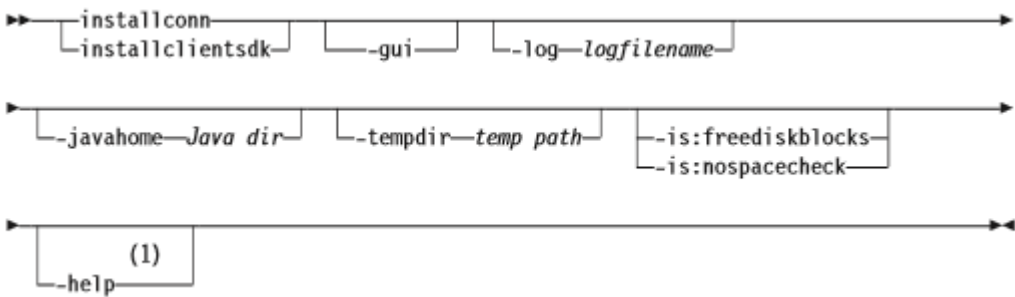 installconn
installclientsdk -gui -log logfilename
-javahome Java dir -tempdir temp path -is:freediskblocks
-is:nospacecheck
(1)
-help